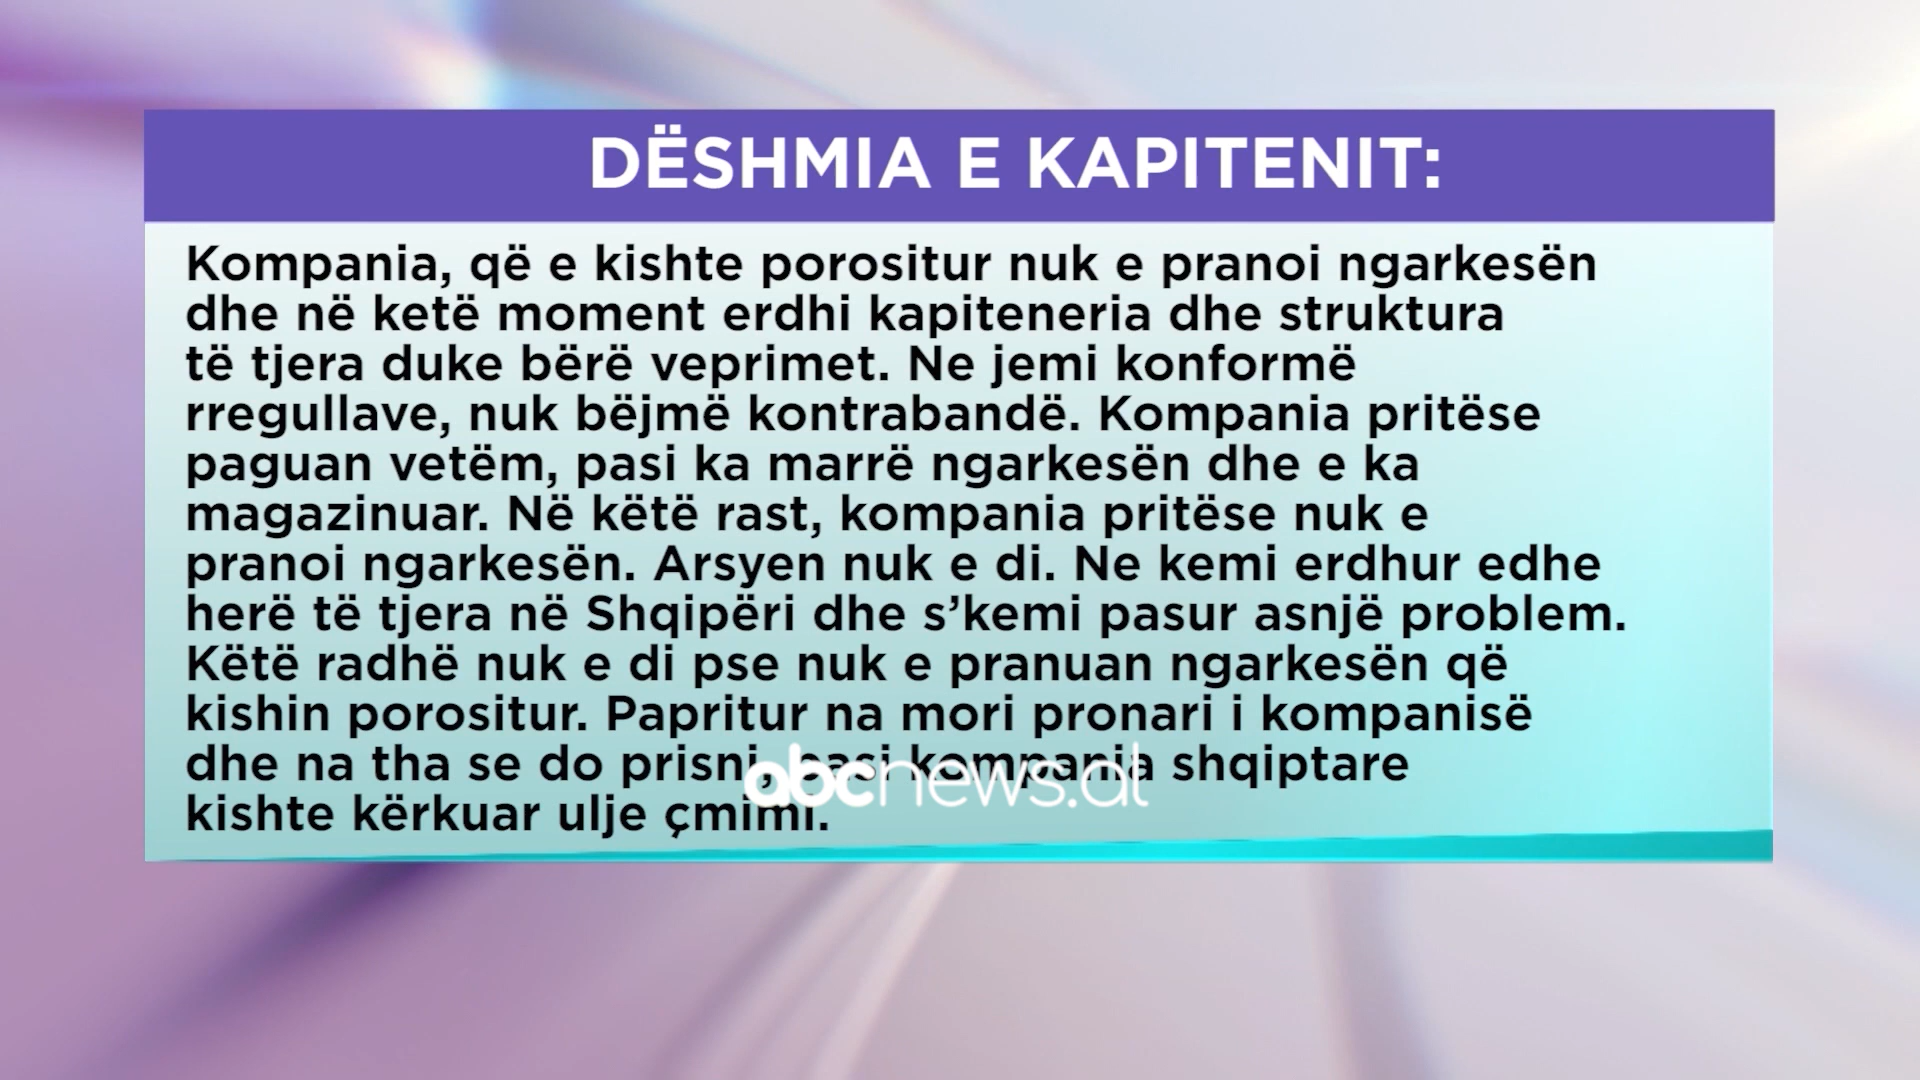 DËSHMIA E KAPITENIT:
Kompania, që e kishte porositur nuk e pranoi ngarkesën
dhe në ketë moment erdhi kapiteneria dhe struktura
të tjera duke bërë veprimet. Ne jemi konformë
rregullave, nuk bëjmë kontrabandë. Kompania pritëse
paguan vetëm, pasi ka marrë ngarkesën dhe e ka
magazinuar. Në këtë rast, kompania pritëse nuk e
pranoi ngarkesën. Arsyen nuk e di. Ne kemi erdhur edhe
herë të tjera në Shqipëri dhe s’kemi pasur asnjë problem.
Këtë radhë nuk e di pse nuk e pranuan ngarkesën që
kishin porositur. Papritur na mori pronari i kompanisë
dhe na tha se do prisni, pasi kompania shqiptare
kishte kërkuar ulje çmimi.
abcnews.al